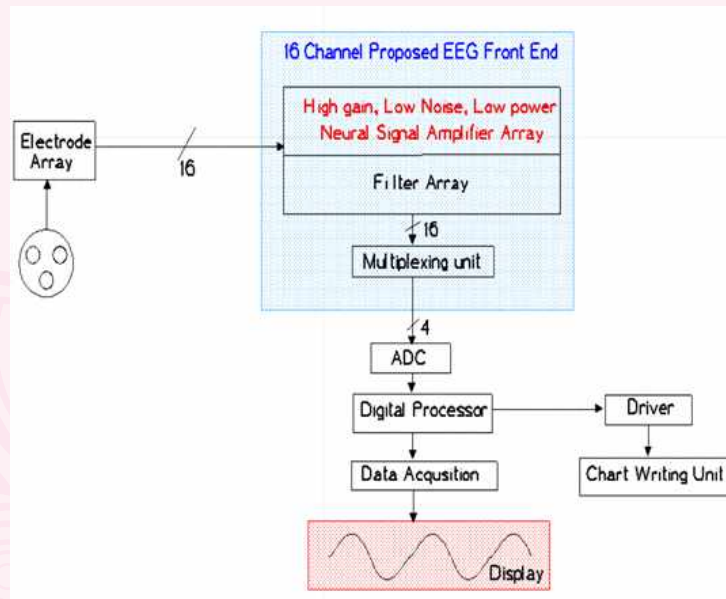 16 Channel Proposed EEG Front End
High gain, Low Noise, Low power
Neural Signal Amplifier Array
Electrode
Array
16
Filter Array
16
Multiplexing unit
4
ADC
Digital Processor
Driver
Data Acqusition
Chart Writing Unit
Display